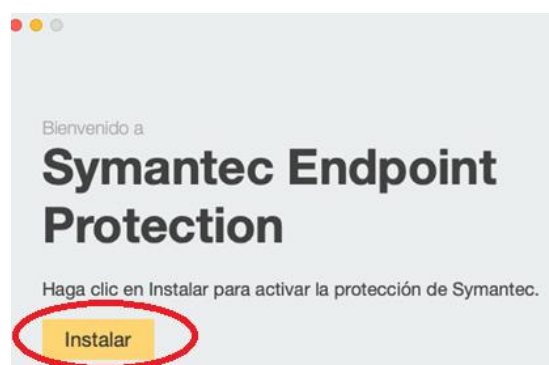 Bienvenido a
Symantec Endpoint
Protection
Haga clic en Instalar para activar la protección de Symantec.
Instalar